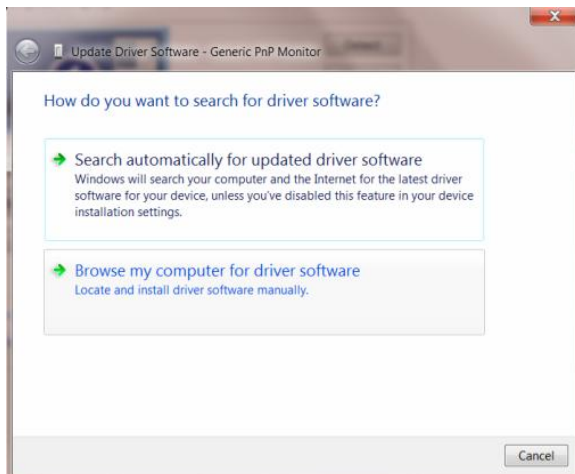 Update Driver Software - Generic PnP Monitor
How do you want to search for driver software?
Search automatically for updated driver software
Windows will search your computer and the Internet for the latest driver
software for your device, unless you've disabled this feature in your device
installation settings.
Browse my computer for driver software
Locate and install driver software manually.
Cancel